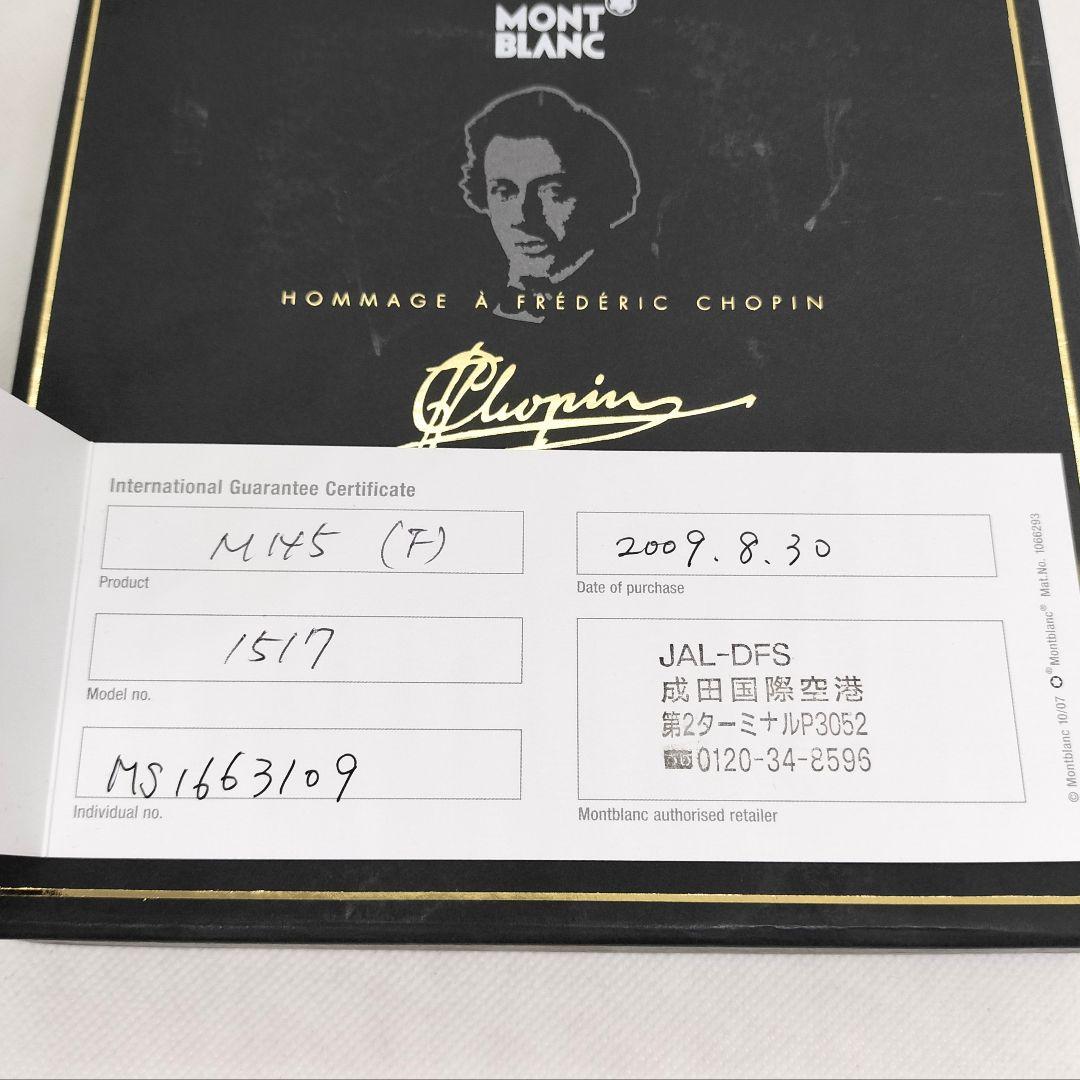 MONT
BLANC
HOMMAGE À FRÉDÉRIC CHOPIN
Chopin
International Guarantee Certificate
M145 (F)
Product
1517
Model no.
MS1663109
Individual no.
2009.8.30
Date of purchase
JAL-DFS
成田国際空港
第2ターミナルP3052
0120-34-8596
Montblanc authorised retailer
© Montblanc 10/07 ®Montblanc® Mat.No. 1066293